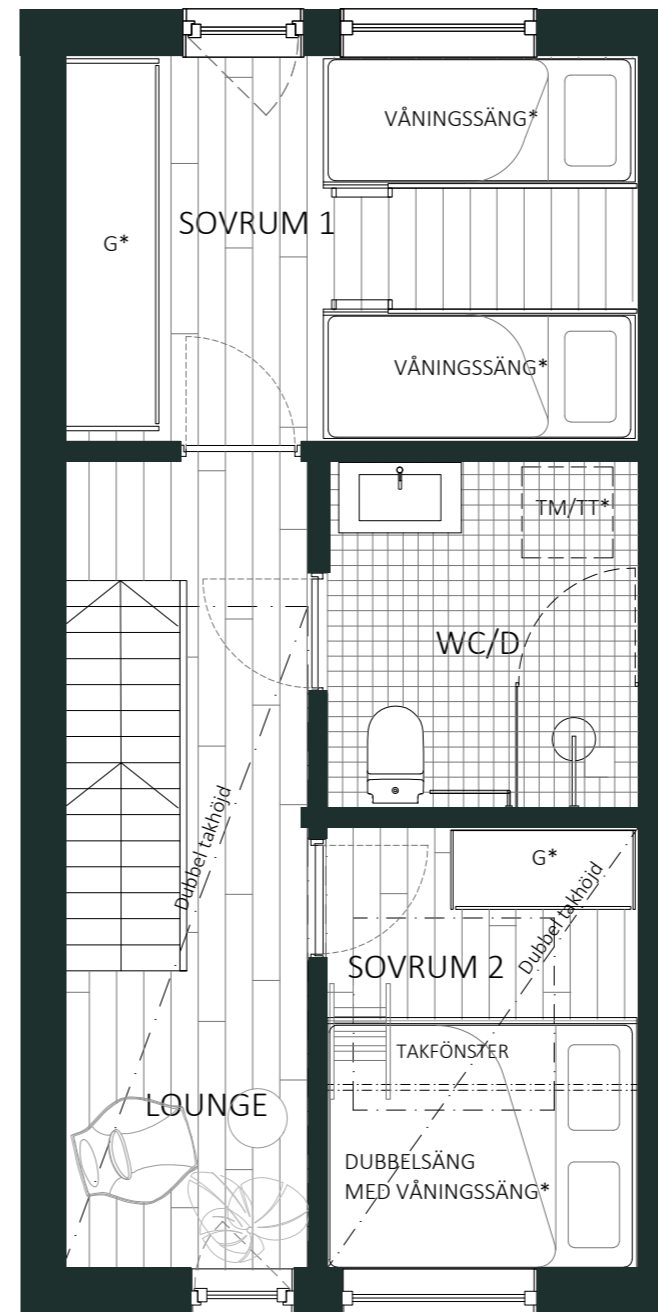 VÅNINGSSÄNG*
SOVRUM 1
G*
VÅNINGSSÄNG*
TM/TT*
WC/D
Dubbel takhöjd
G*
Dubbel takhöjd
SOVRUM 2
TAKFÖNSTER
LOUNGE
DUBBELSÄNG
MED VÅNINGSSÄNG*